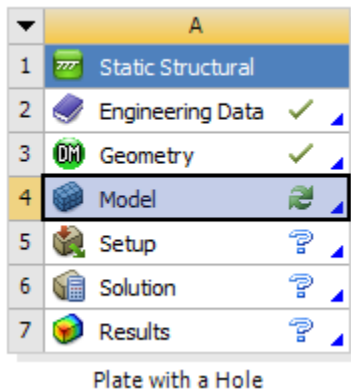 A
1 Static Structural
2 Engineering Data
3 DM Geometry
4 Model
5 Setup
6 Solution
7 Results
Plate with a Hole